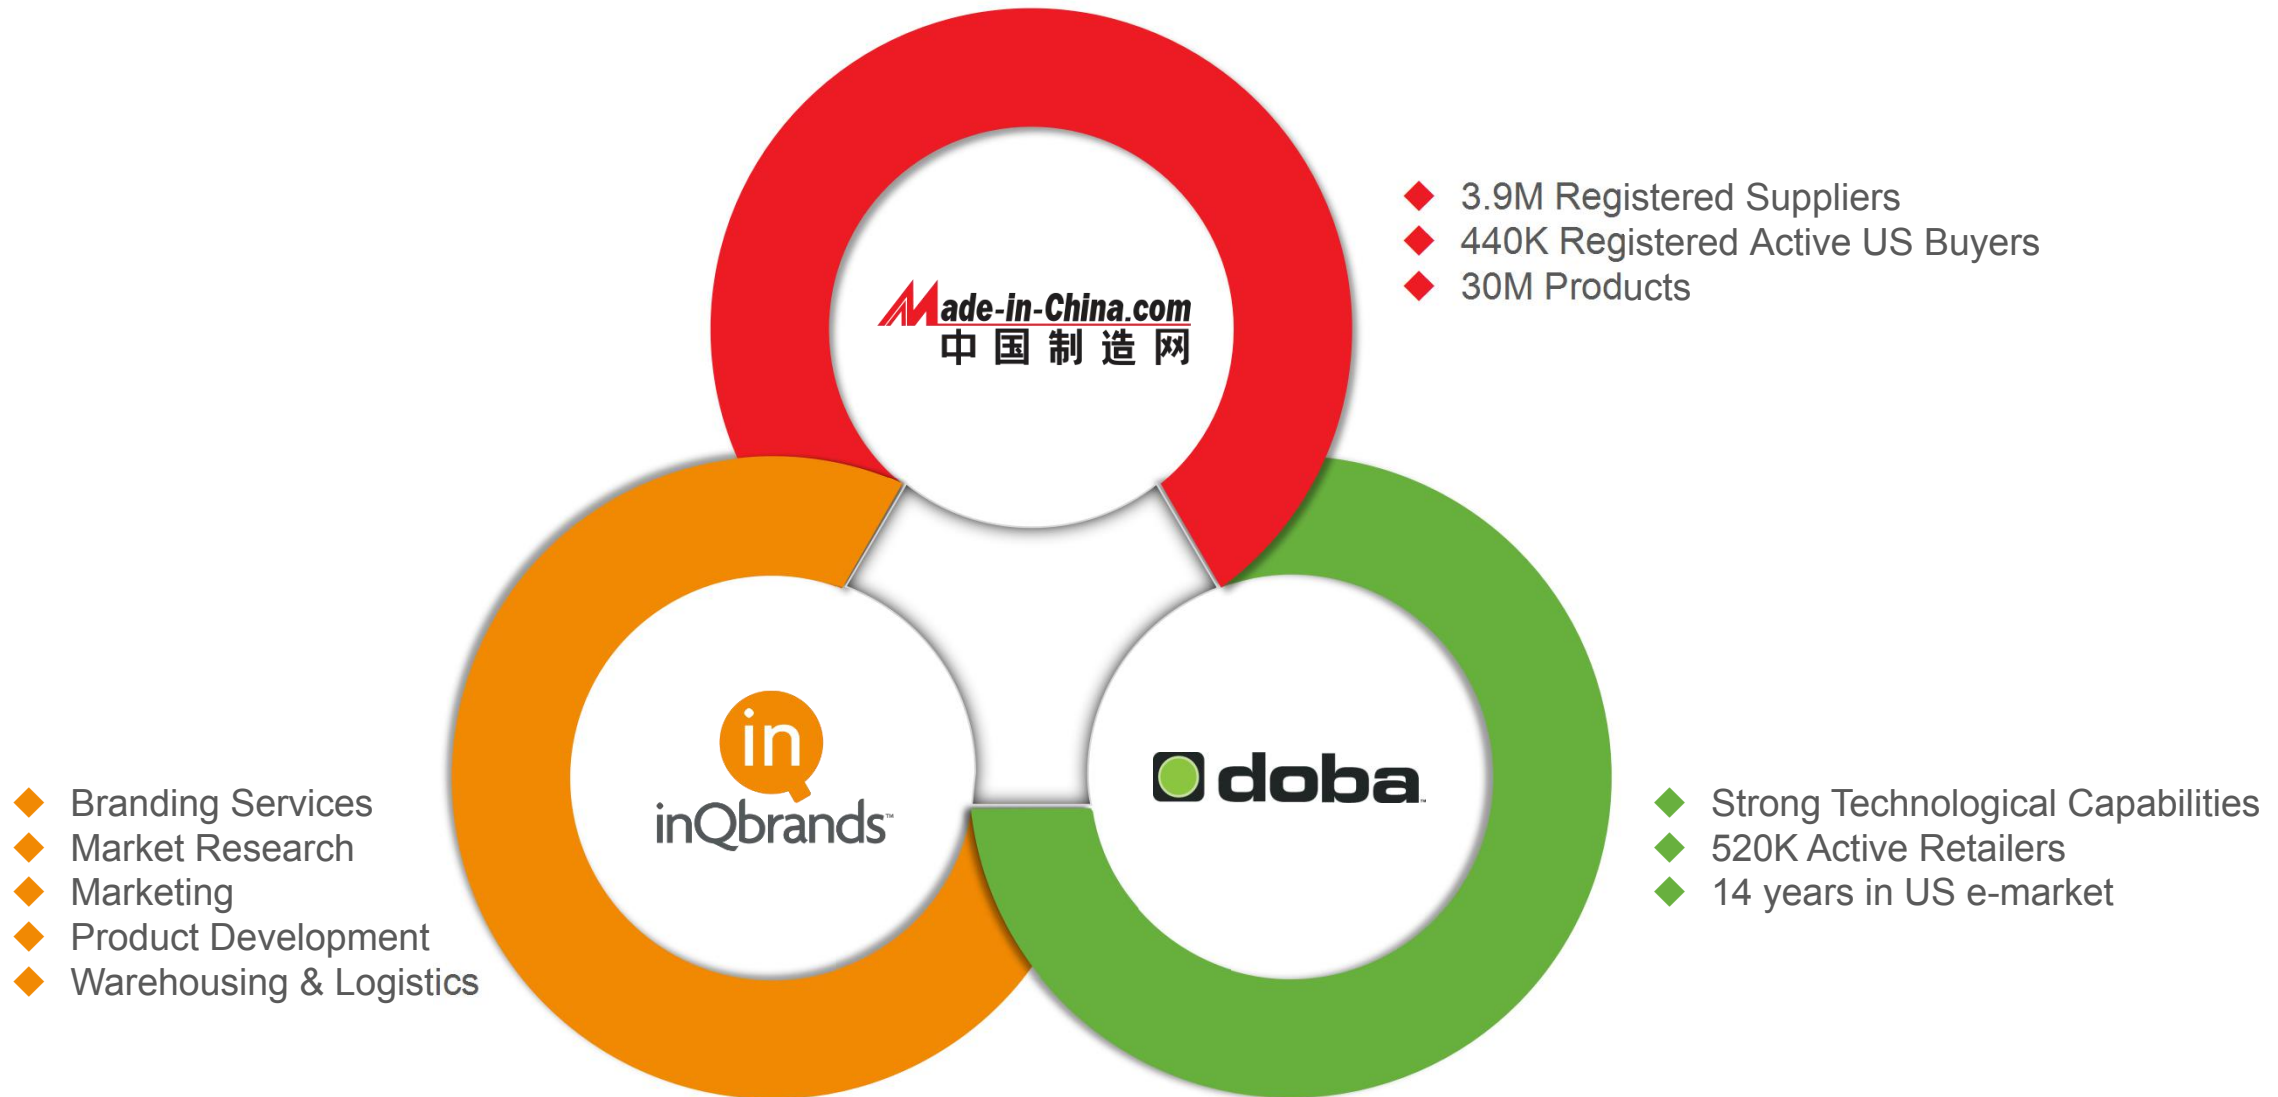 Made-in-China.com
中国制造网
3.9M Registered Suppliers
440K Registered Active US Buyers
30M Products
in
inQbrands™
Branding Services
Market Research
Marketing
Product Development
Warehousing & Logistics
doba™
Strong Technological Capabilities
520K Active Retailers
14 years in US e-market